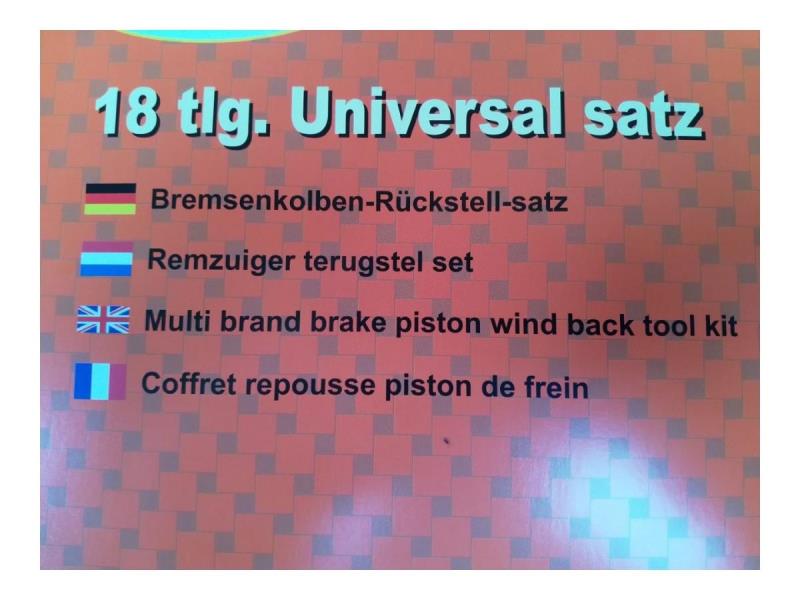 18 tlg. Universal satz
Bremsenkolben-Rückstell-satz
Remzuiger terugstel set
Multi brand brake piston wind back tool kit
Coffret repousse piston de frein